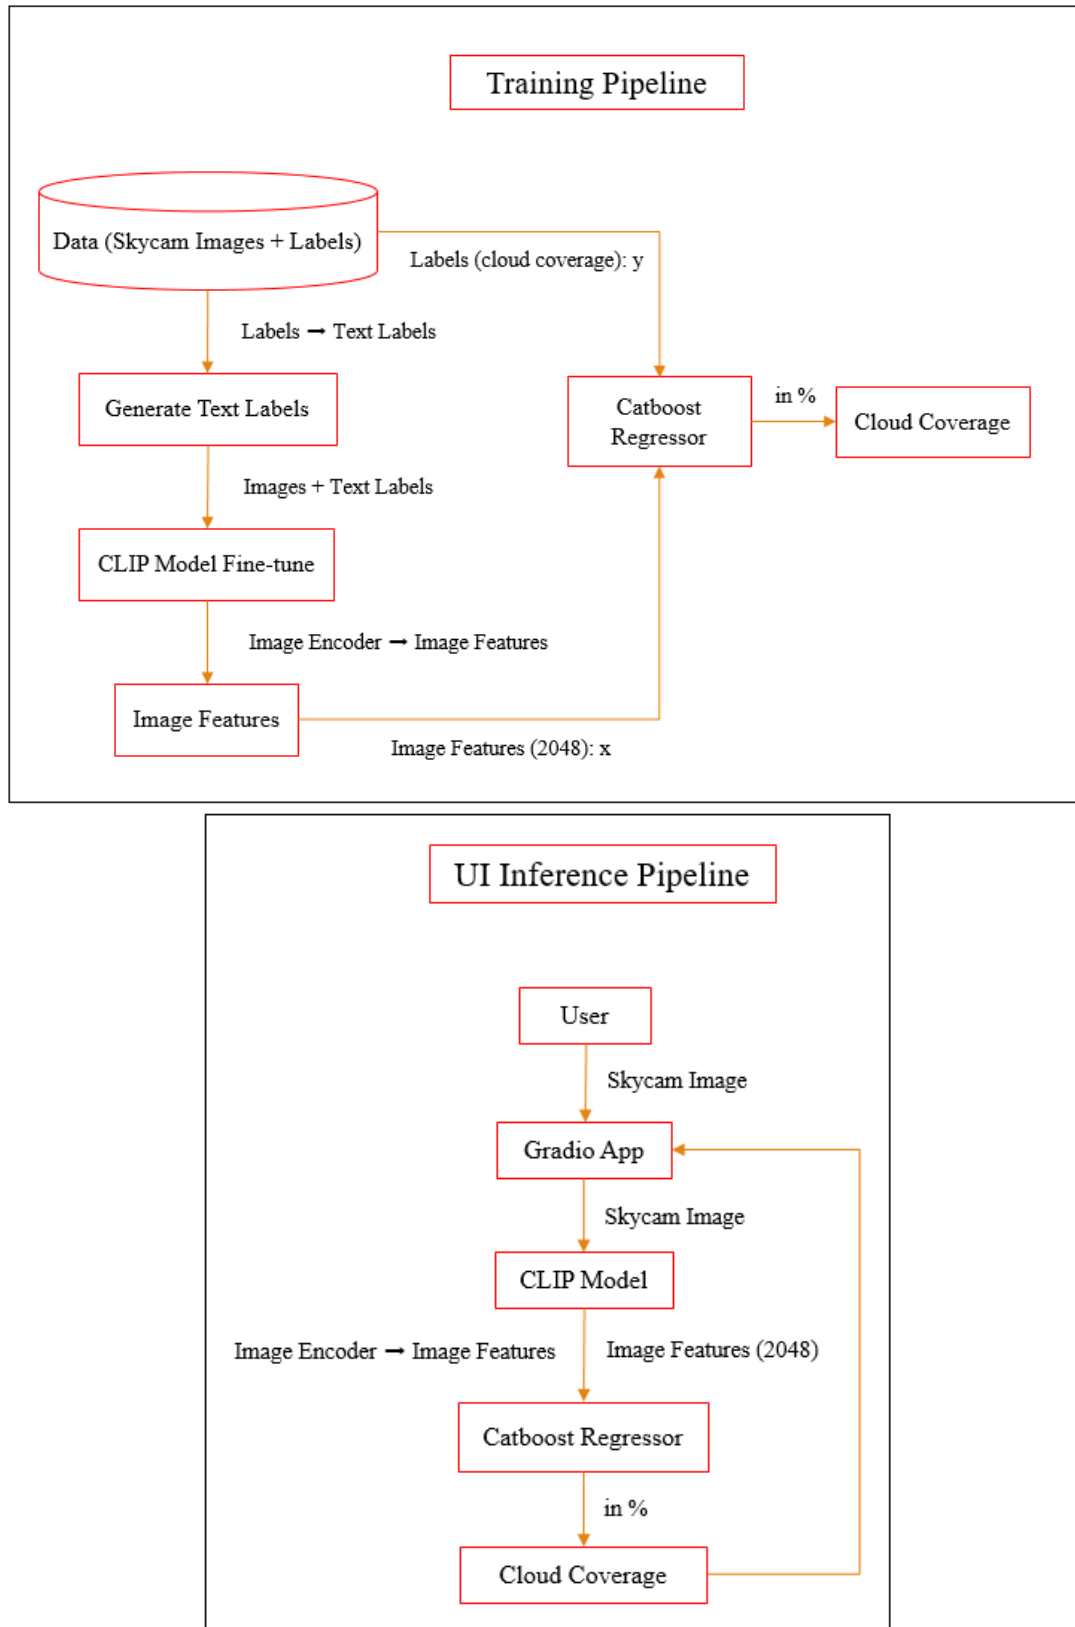 Training Pipeline
Data (Skycam Images + Labels)
Labels (cloud coverage): y
Labels → Text Labels
Generate Text Labels
Catboost
Regressor
in %
Cloud Coverage
Images + Text Labels
CLIP Model Fine-tune
Image Encoder → Image Features
Image Features
Image Features (2048): x
UI Inference Pipeline
User
Skycam Image
Gradio App
Skycam Image
CLIP Model
Image Encoder → Image Features
Image Features (2048)
Catboost Regressor
in %
Cloud Coverage